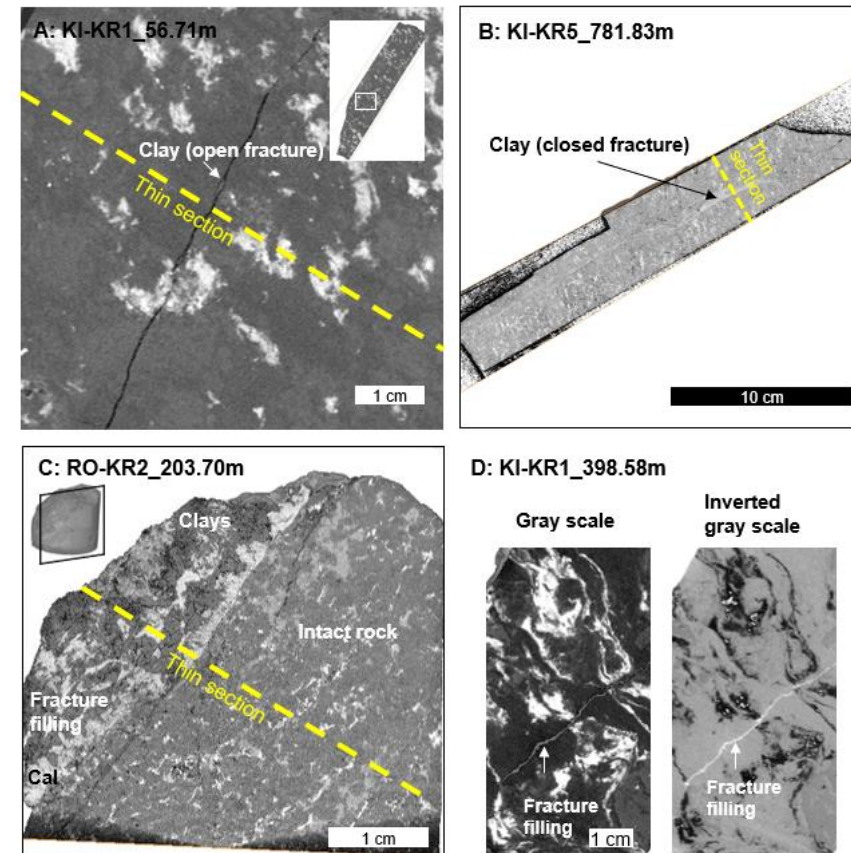 A: KI-KR1_56.71m
Clay (open fracture)
Thin section
1 cm
B: KI-KR5_781.83m
Clay (closed fracture)
Thin
section
10 cm
C: RO-KR2_203.70m
Clays
Intact rock
Thin section
Fracture
filling
Cal
1 cm
D: KI-KR1_398.58m
Gray scale
Inverted
gray scale
Fracture
filling
1 cm
Fracture
filling